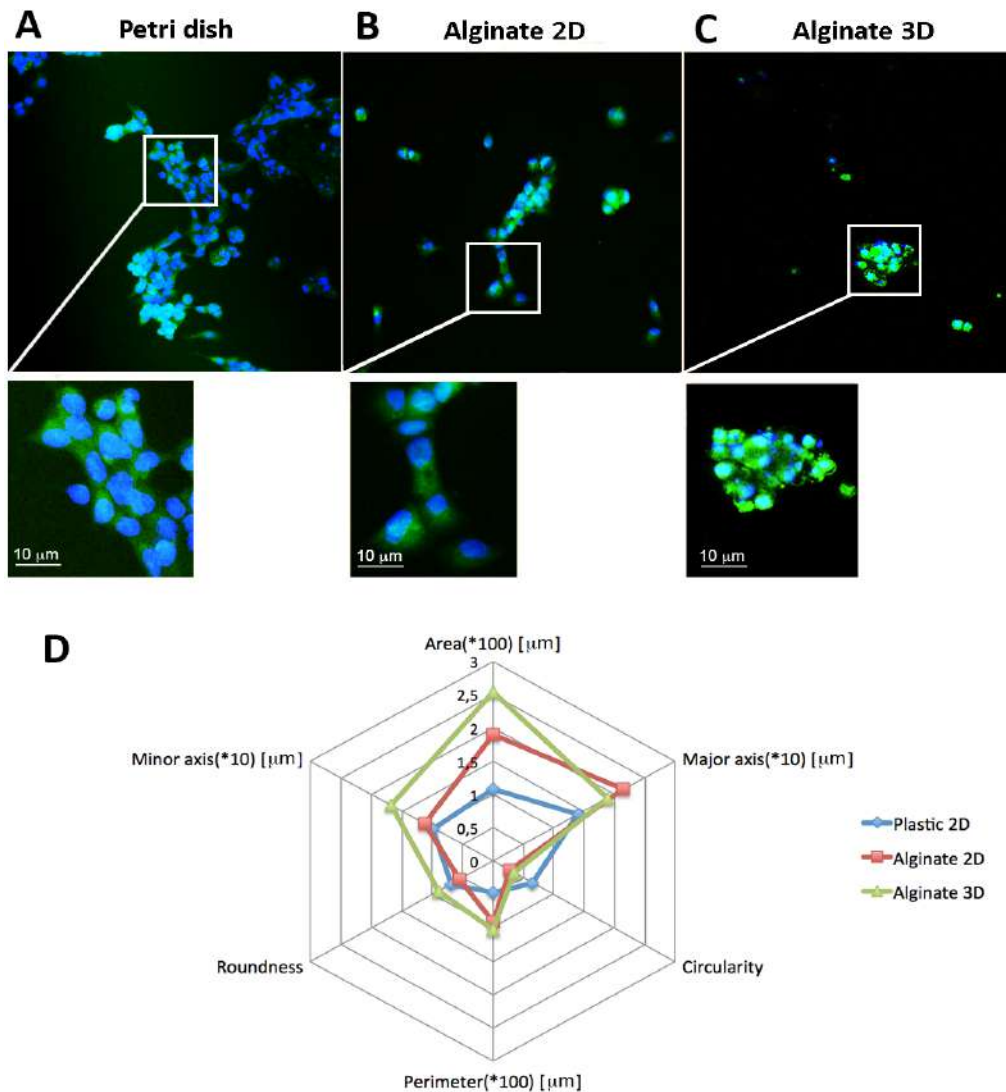 A Petri dish
B Alginate 2D
C Alginate 3D
10 μm
10 μm
10 μm
D
Area(*100) [μm]
3
2,5
2
1,5
1
0,5
0
Minor axis(*10) [μm]
Major axis(*10) [μm]
Roundness
Circularity
Perimeter(*100) [μm]
Plastic 2D
Alginate 2D
Alginate 3D